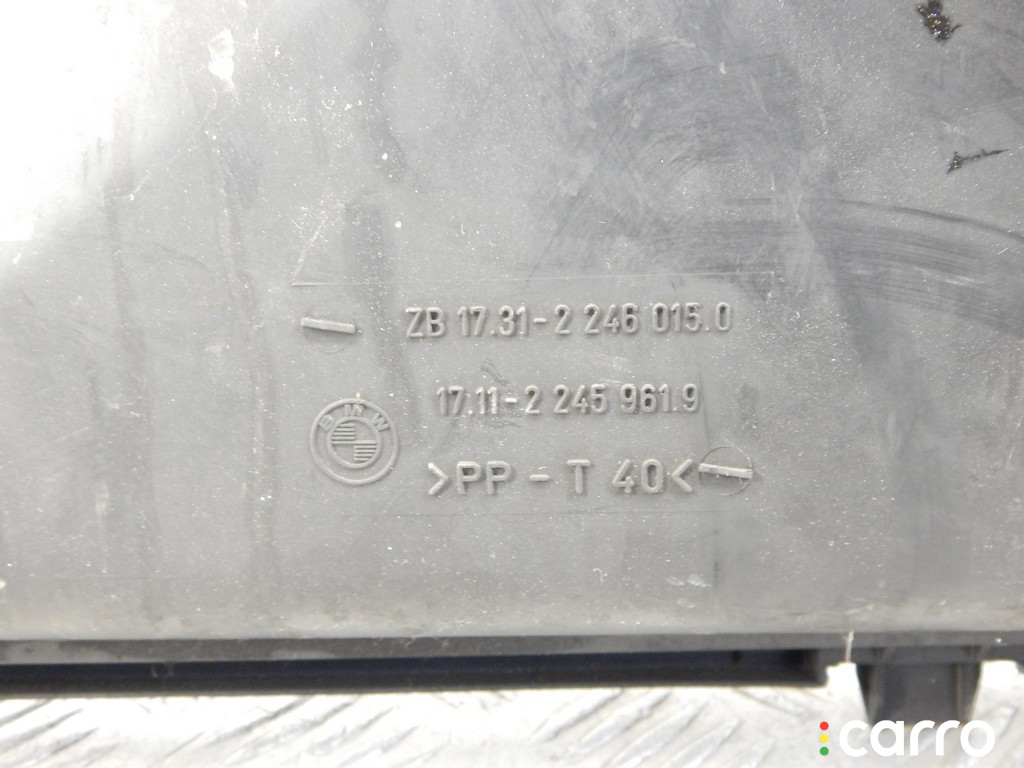 ZB 17.31-2 246 015.0
17.11-2 245 961.9
BMW
>PP-T 40<
carro